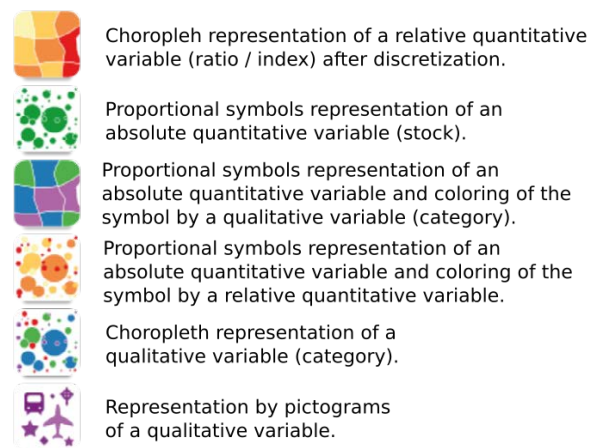 Choropleh representation of a relative quantitative
variable (ratio / index) after discretization.
Proportional symbols representation of an
absolute quantitative variable (stock).
Proportional symbols representation of an
absolute quantitative variable and coloring of the
symbol by a qualitative variable (category).
Proportional symbols representation of an
absolute quantitative variable and coloring of the
symbol by a relative quantitative variable.
Choropleth representation of a
qualitative variable (category).
Representation by pictograms
of a qualitative variable.